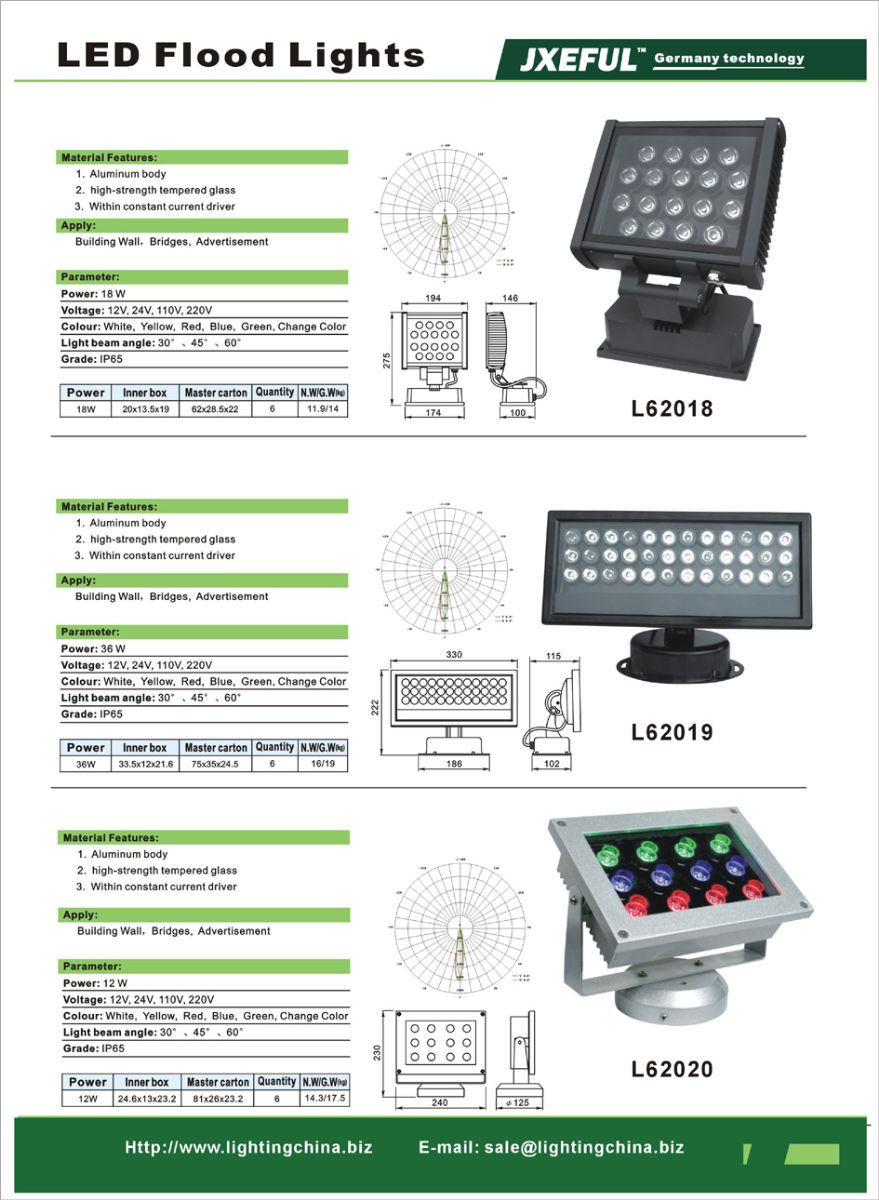 LED Flood Lights
JXEFUL™ Germany technology
Material Features:
1. Aluminum body
2. high-strength tempered glass
3. Within constant current driver
Apply:
Building Wall, Bridges, Advertisement
Parameter:
Power: 18 W
Voltage: 12V, 24V, 110V, 220V
Colour: White, Yellow, Red, Blue, Green, Change Color
Light beam angle: 30° 、45° 、60°
Grade: IP65
Power Inner box Master carton Quantity N.W/G.W(kg)
18W 20x13.5x19 62x28.5x22 6 11.9/14
194 146
275
174 100
L62018
Material Features:
1. Aluminum body
2. high-strength tempered glass
3. Within constant current driver
Apply:
Building Wall, Bridges, Advertisement
Parameter:
Power: 36 W
Voltage: 12V, 24V, 110V, 220V
Colour: White, Yellow, Red, Blue, Green, Change Color
Light beam angle: 30° 、45° 、60°
Grade: IP65
Power Inner box Master carton Quantity N.W/G.W(kg)
36W 33.5x12x21.6 75x35x24.5 6 16/19
330 115
222
186 102
L62019
Material Features:
1. Aluminum body
2. high-strength tempered glass
3. Within constant current driver
Apply:
Building Wall, Bridges, Advertisement
Parameter:
Power: 12 W
Voltage: 12V, 24V, 110V, 220V
Colour: White, Yellow, Red, Blue, Green, Change Color
Light beam angle: 30° 、45° 、60°
Grade: IP65
Power Inner box Master carton Quantity N.W/G.W(kg)
12W 24.6x13x23.2 81x26x23.2 6 14.3/17.5
230
240 φ125
L62020
Http://www.lightingchina.biz E-mail: sale@lightingchina.biz